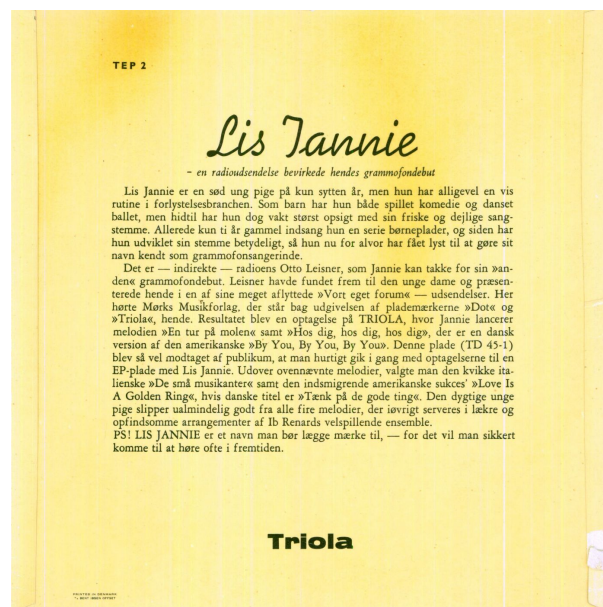 TEP 2
Lis Jannie
– en radioudsendelse bevirkede hendes grammofondebut
Lis Jannie er en sød ung pige på kun sytten år, men hun har alligevel en vis
rutine i forlystelsesbranchen. Som barn har hun både spillet komedie og danset
ballet, men hidtil har hun dog vakt størst opsigt med sin friske og dejlige sang-
stemme. Allerede kun ti år gammel indsang hun en serie børneplader, og siden har
hun udviklet sin stemme betydeligt, så hun nu for alvor har fået lyst til at gøre sit
navn kendt som grammofonsangerinde.
Det er — indirekte — radioens Otto Leisner, som Jannie kan takke for sin »an-
den« grammofondebut. Leisner havde fundet frem til den unge dame og præsen-
terede hende i en af sine meget aflyttede »Vort eget forum« — udsendelser. Her
hørte Mørks Musikforlag, der står bag udgivelsen af plademærkerne »Dot« og
»Triola«, hende. Resultatet blev en optagelse på TRIOLA, hvor Jannie lancerer
melodien »En tur på molen« samt »Hos dig, hos dig, hos dig», der er en dansk
version af den amerikanske »By You, By You, By You». Denne plade (TD 45-1)
blev så vel modtaget af publikum, at man hurtigt gik i gang med optagelserne til en
EP-plade med Lis Jannie. Udover ovennævnte melodier, valgte man den kvikke ita-
lienske »De små musikanter« samt den indsmigrende amerikanske sukces' »Love Is
A Golden Ring«, hvis danske titel er »Tænk på de gode ting«. Den dygtige unge
pige slipper ualmindelig godt fra alle fire melodier, der iøvrigt serveres i lækre og
opfindsomme arrangementer af Ib Renards velspillende ensemble.
PS! LIS JANNIE er et navn man bør lægge mærke til, — for det vil man sikkert
komme til at høre ofte i fremtiden.
Triola
PRINTED IN DENMARK